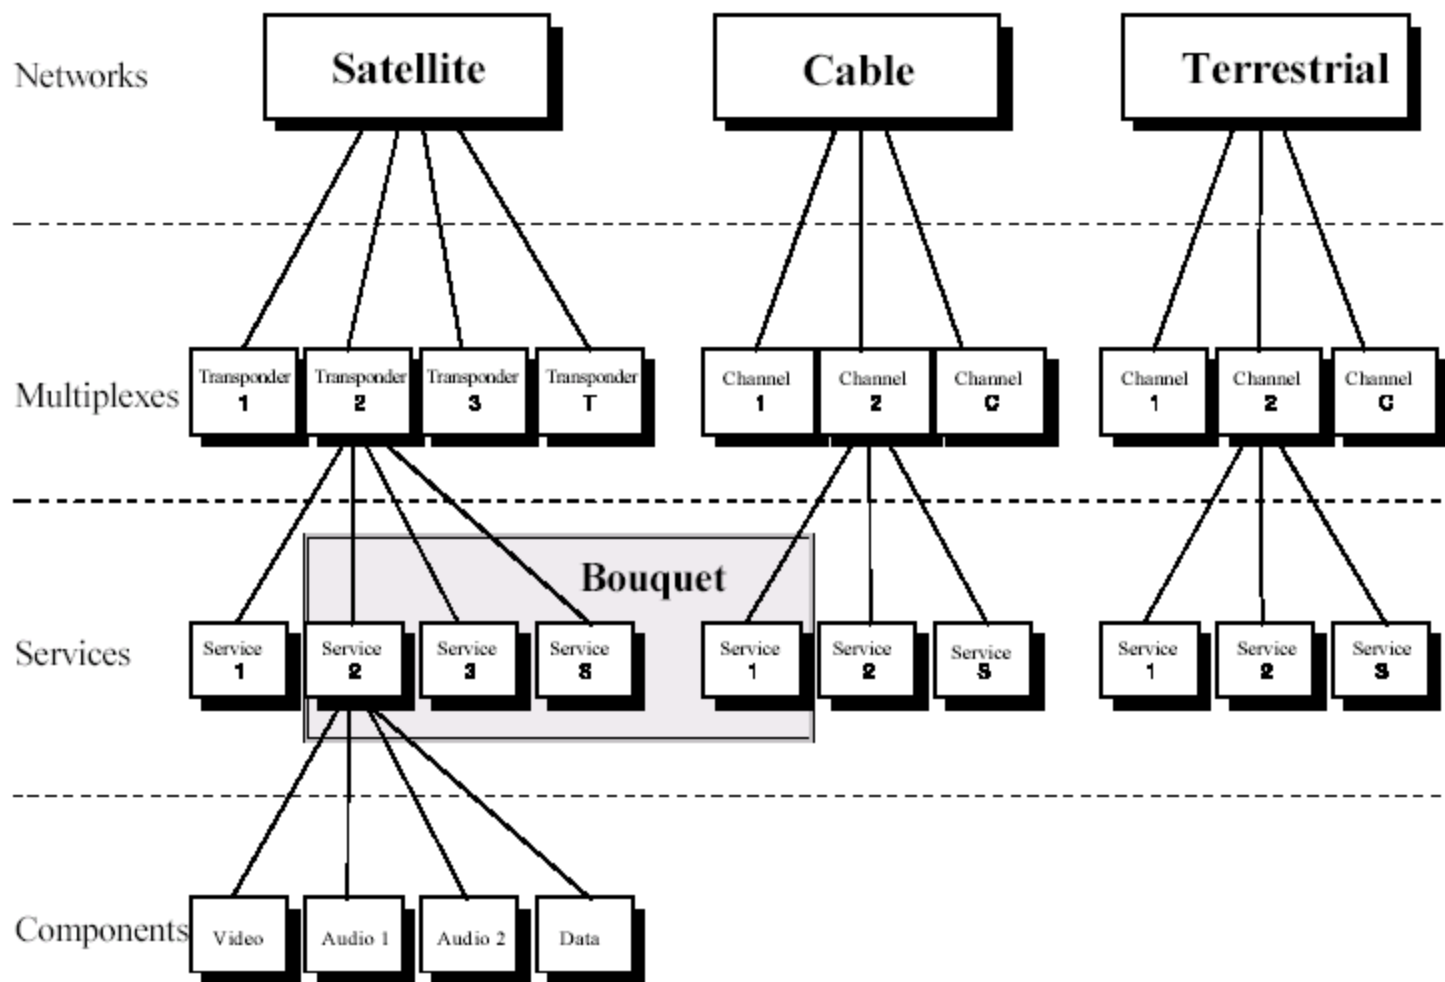 Networks
Satellite
Cable
Terrestrial
Multiplexes
Transponder
1
Transponder
2
Transponder
3
Transponder
T
Channel
1
Channel
2
Channel
C
Channel
1
Channel
2
Channel
C
Bouquet
Services
Service
1
Service
2
Service
3
Service
S
Service
1
Service
2
Service
S
Service
1
Service
2
Service
S
Components
Video
Audio 1
Audio 2
Data